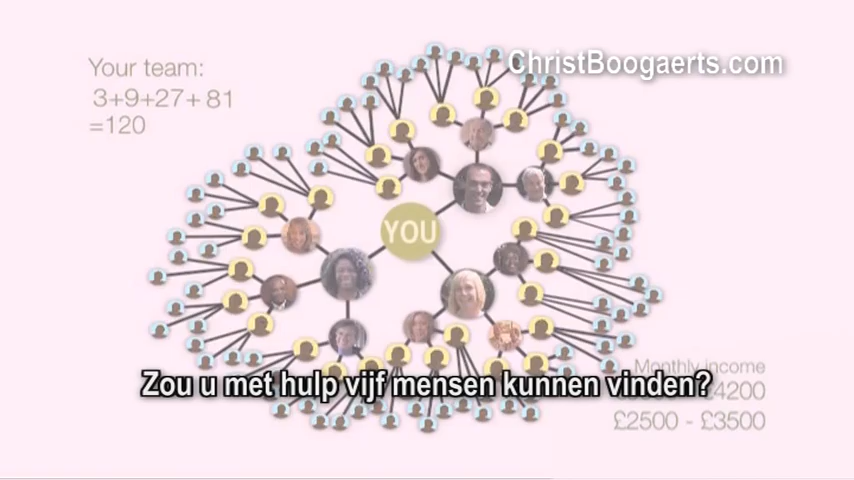 ChristBoogaerts.com
Your team:
3+9+27+81
=120
YOU
Monthly income
4200
£2500 - £3500
Zou u met hulp vijf mensen kunnen vinden?